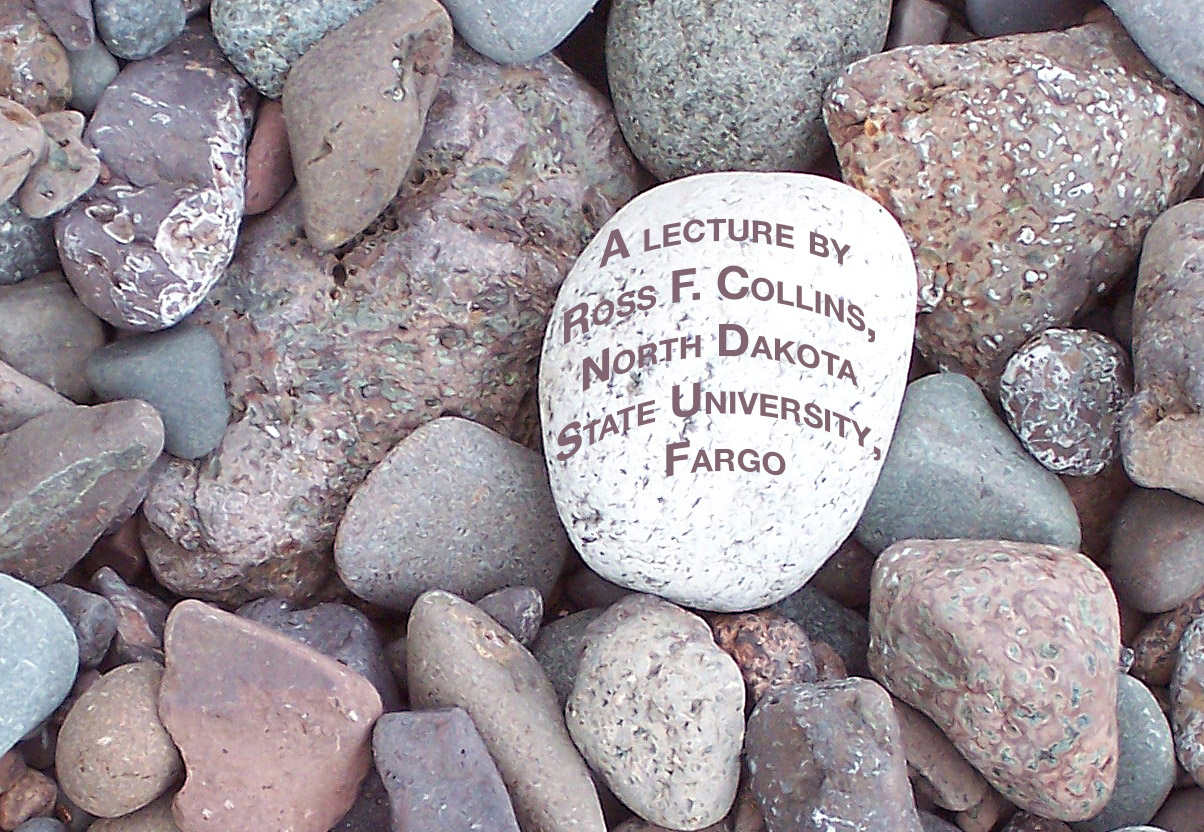 A LECTURE BY
ROSS F. COLLINS,
NORTH DAKOTA
STATE UNIVERSITY,
FARGO